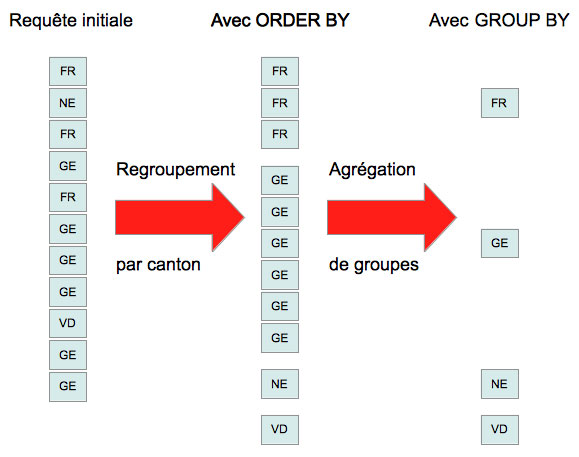 Requête initiale
Avec ORDER BY
Avec GROUP BY
FR
NE
FR
GE
FR
GE
GE
GE
VD
GE
GE
Regroupement
par canton
FR
FR
FR
GE
GE
GE
GE
GE
GE
NE
VD
Agrégation
de groupes
FR
GE
NE
VD